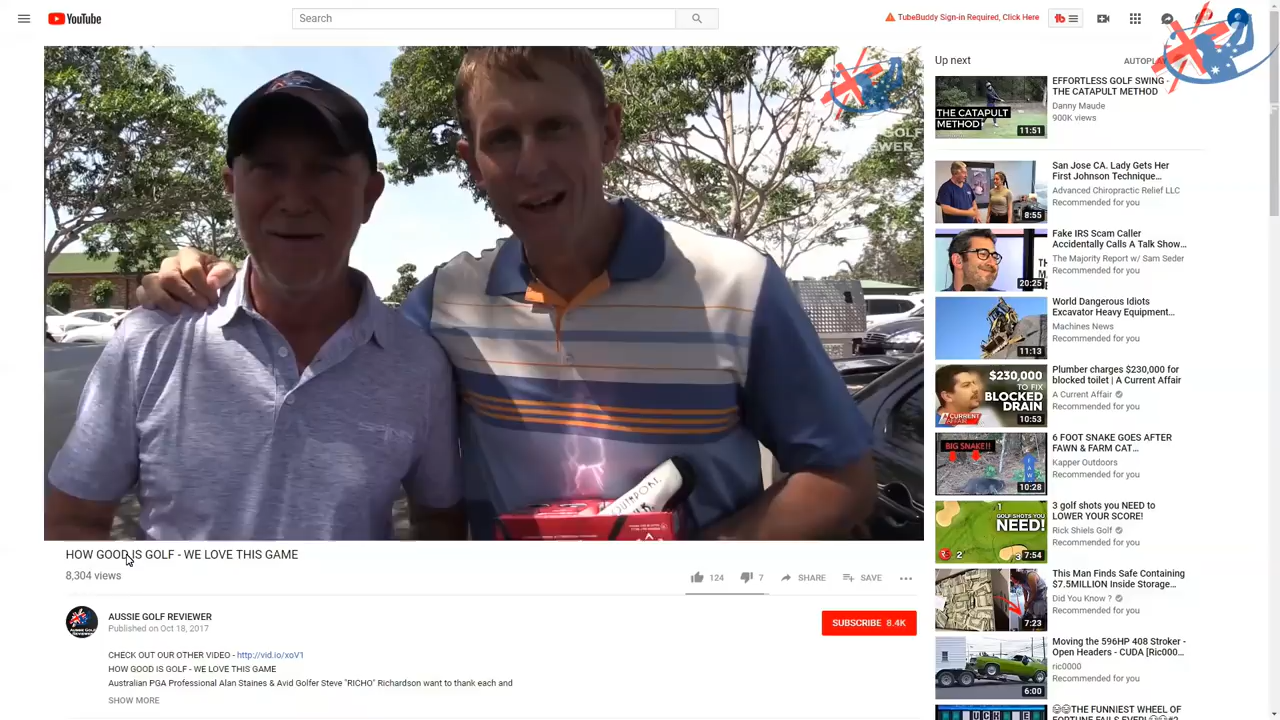 YouTube
Search
TubeBuddy Sign-in Required, Click Here
tb
HOW GOOD IS GOLF - WE LOVE THIS GAME
8,304 views
124
7
SHARE
SAVE
AUSSIE GOLF REVIEWER
Published on Oct 18, 2017
SUBSCRIBE 8.4K
CHECK OUT OUR OTHER VIDEO - http://vid.io/xoV1
HOW GOOD IS GOLF - WE LOVE THIS GAME
Australian PGA Professional Alan Stubbs & Avid Golfer Steve "RICHO" Richardson want to thank each and
SHOW MORE
Up next
THE CATAPULT
METHOD
11:51
EFFORTLESS GOLF SWING -
THE CATAPULT METHOD
Danny Maude
900K views
8:55
San Jose CA. Lady Gets Her
First Johnson Technique…
Advanced Chiropractic Relief LLC
Recommended for you
20:25
Fake IRS Scam Caller
Accidentally Calls A Talk Show…
The Majority Report w/ Sam Seder
Recommended for you
11:13
World Dangerous Idiots
Excavator Heavy Equipment…
Machines News
Recommended for you
$230,000
TO FIX
BLOCKED
DRAIN
A CURRENT
AFFAIR
10:53
Plumber charges $230,000 for
blocked toilet | A Current Affair
A Current Affair
Recommended for you
BIG SNAKE!!
10:28
6 FOOT SNAKE GOES AFTER
FAWN & FARM CAT…
Kapper Outdoors
Recommended for you
GOLF SHOTS YOU
NEED!
7:54
3 golf shots you NEED to
LOWER YOUR SCORE!
Rick Shiels Golf
Recommended for you
7:23
This Man Finds Safe Containing
$7.5MILLION Inside Storage…
Did You Know ?
Recommended for you
6:00
Moving the 596HP 408 Stroker -
Open Headers - CUDA [Ric000…
ric0000
Recommended for you
THE FUNNIEST WHEEL OF